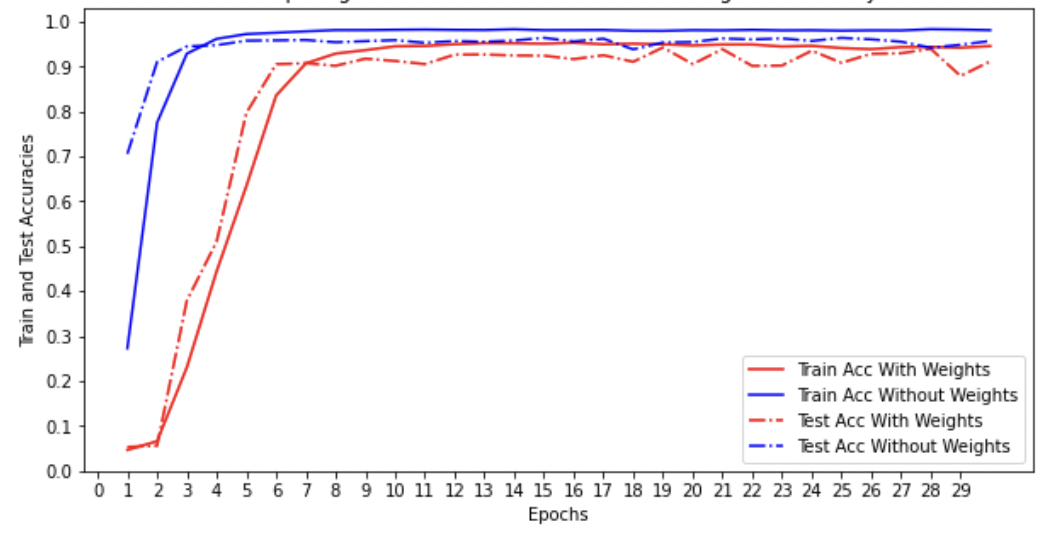 1.0
0.9
0.8
0.7
0.6
0.5
0.4
0.3
0.2
0.1
0.0
Train and Test Accuracies
Train Acc With Weights
Train Acc Without Weights
Test Acc With Weights
Test Acc Without Weights
0 1 2 3 4 5 6 7 8 9 10 11 12 13 14 15 16 17 18 19 20 21 22 23 24 25 26 27 28 29
Epochs